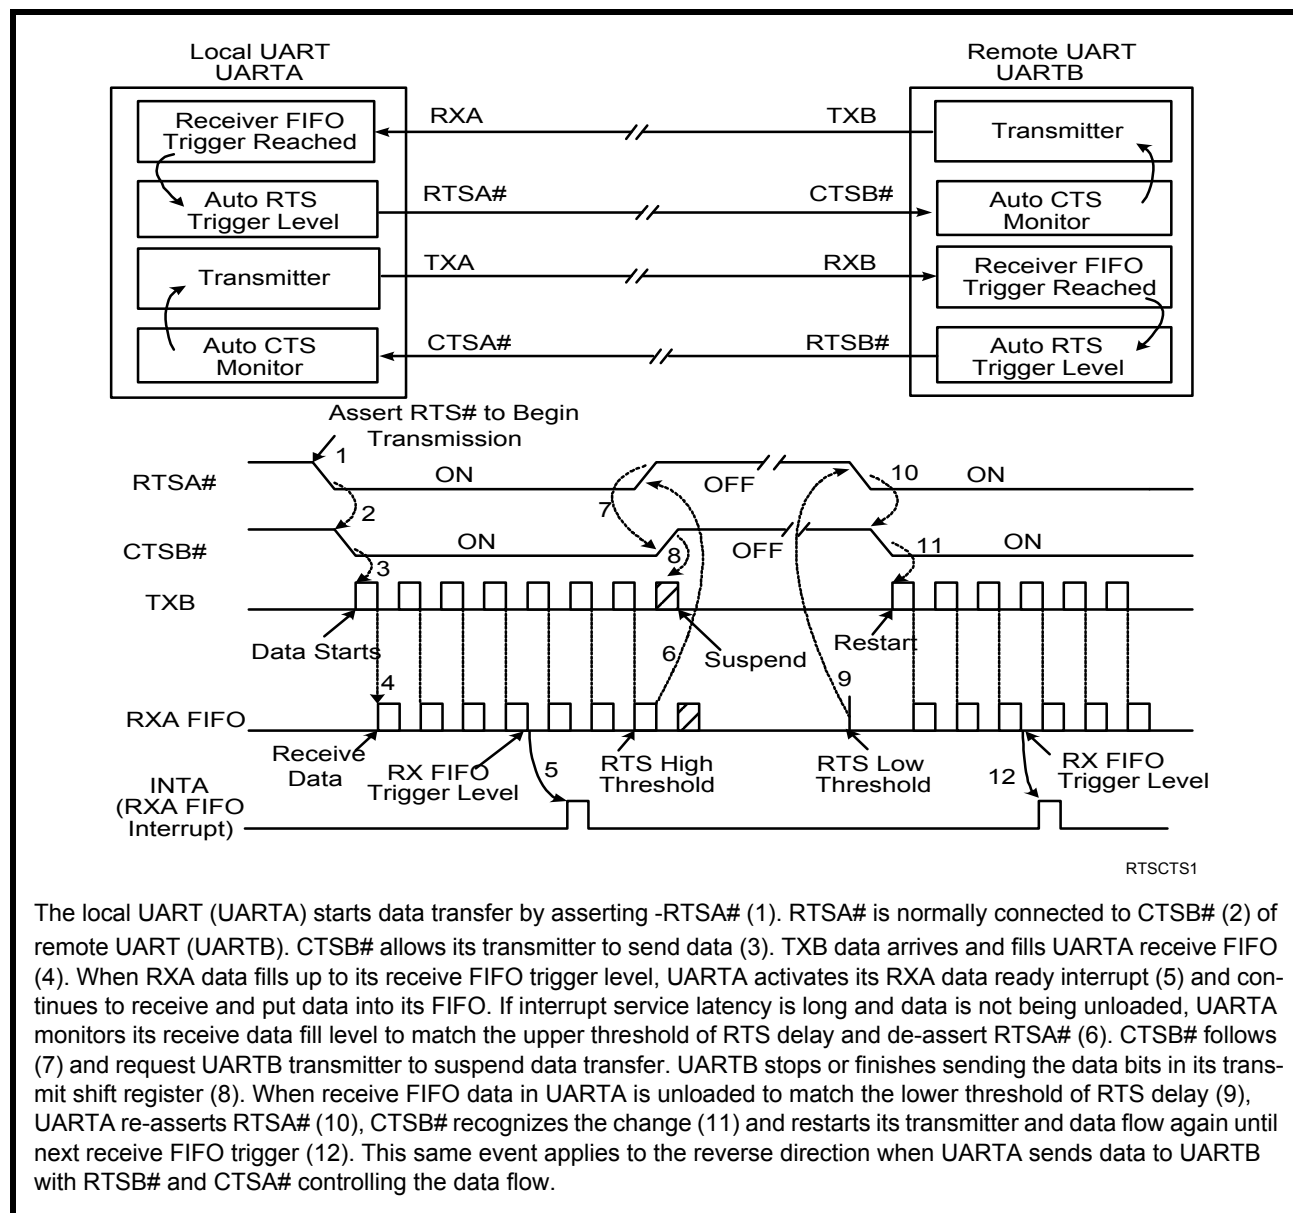 Local UART
UARTA
Remote UART
UARTB
Receiver FIFO
Trigger Reached
RXA
TXB
Transmitter
Auto RTS
Trigger Level
RTSA#
CTSB#
Auto CTS
Monitor
Transmitter
TXA
RXB
Receiver FIFO
Trigger Reached
Auto CTS
Monitor
CTSA#
RTSB#
Auto RTS
Trigger Level
Assert RTS# to Begin
Transmission
RTSA#
1
ON
OFF
10
ON
2
7
CTSB#
ON
8
OFF
11
ON
3
TXB
Data Starts
6
Suspend
Restart
4
9
RXA FIFO
Receive
Data
RX FIFO
Trigger Level
5
RTS High
Threshold
RTS Low
Threshold
12
RX FIFO
Trigger Level
INTA
(RXA FIFO
Interrupt)
RTSCTS1
The local UART (UARTA) starts data transfer by asserting -RTSA# (1). RTSA# is normally connected to CTSB# (2) of
remote UART (UARTB). CTSB# allows its transmitter to send data (3). TXB data arrives and fills UARTA receive FIFO
(4). When RXA data fills up to its receive FIFO trigger level, UARTA activates its RXA data ready interrupt (5) and con-
tinues to receive and put data into its FIFO. If interrupt service latency is long and data is not being unloaded, UARTA
monitors its receive data fill level to match the upper threshold of RTS delay and de-assert RTSA# (6). CTSB# follows
(7) and request UARTB transmitter to suspend data transfer. UARTB stops or finishes sending the data bits in its trans-
mit shift register (8). When receive FIFO data in UARTA is unloaded to match the lower threshold of RTS delay (9),
UARTA re-asserts RTSA# (10), CTSB# recognizes the change (11) and restarts its transmitter and data flow again until
next receive FIFO trigger (12). This same event applies to the reverse direction when UARTA sends data to UARTB
with RTSB# and CTSA# controlling the data flow.